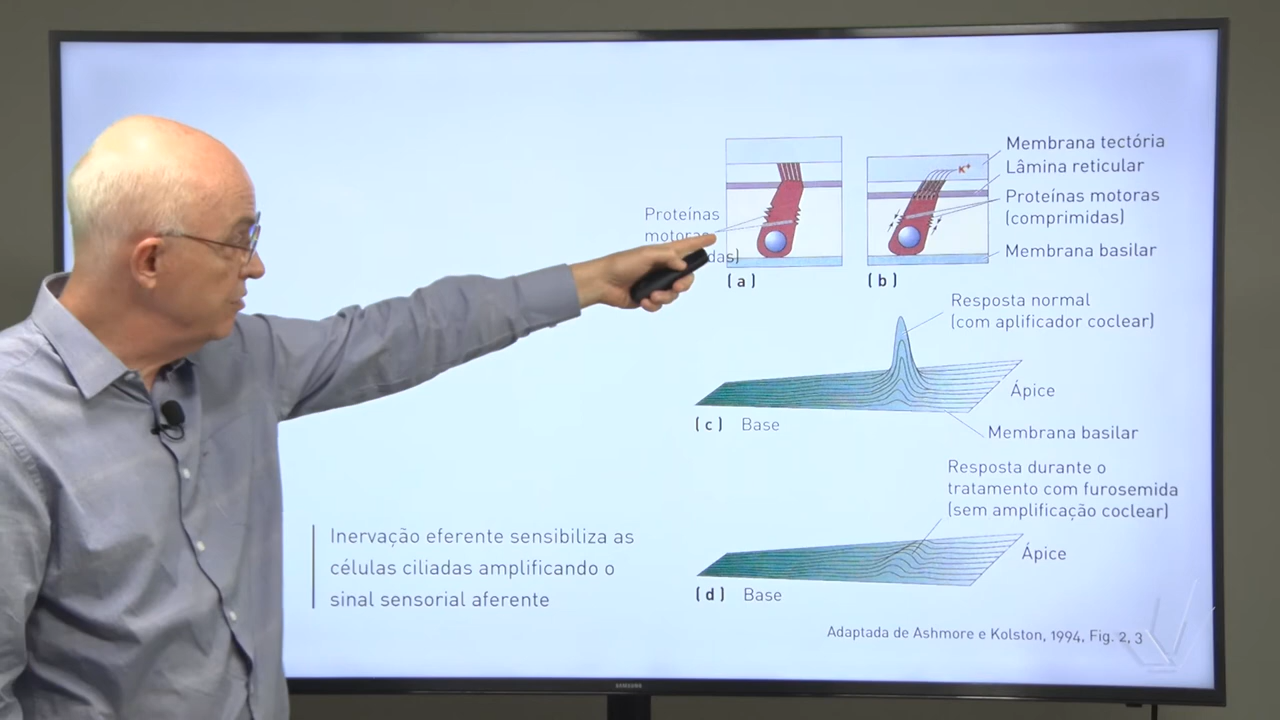 Membrana tectória
Lâmina reticular
K+
Proteínas motoras
(comprimidas)
Membrana basilar
Proteínas
motoras
das)
(a)
(b)
Resposta normal
(com aplificador coclear)
Ápice
(c) Base
Membrana basilar
Resposta durante o
tratamento com furosemida
(sem amplificação coclear)
Ápice
(d) Base
Inervação eferente sensibiliza as
células ciliadas amplificando o
sinal sensorial aferente
Adaptada de Ashmore e Kolston, 1994, Fig. 2, 3
SAMSUNG